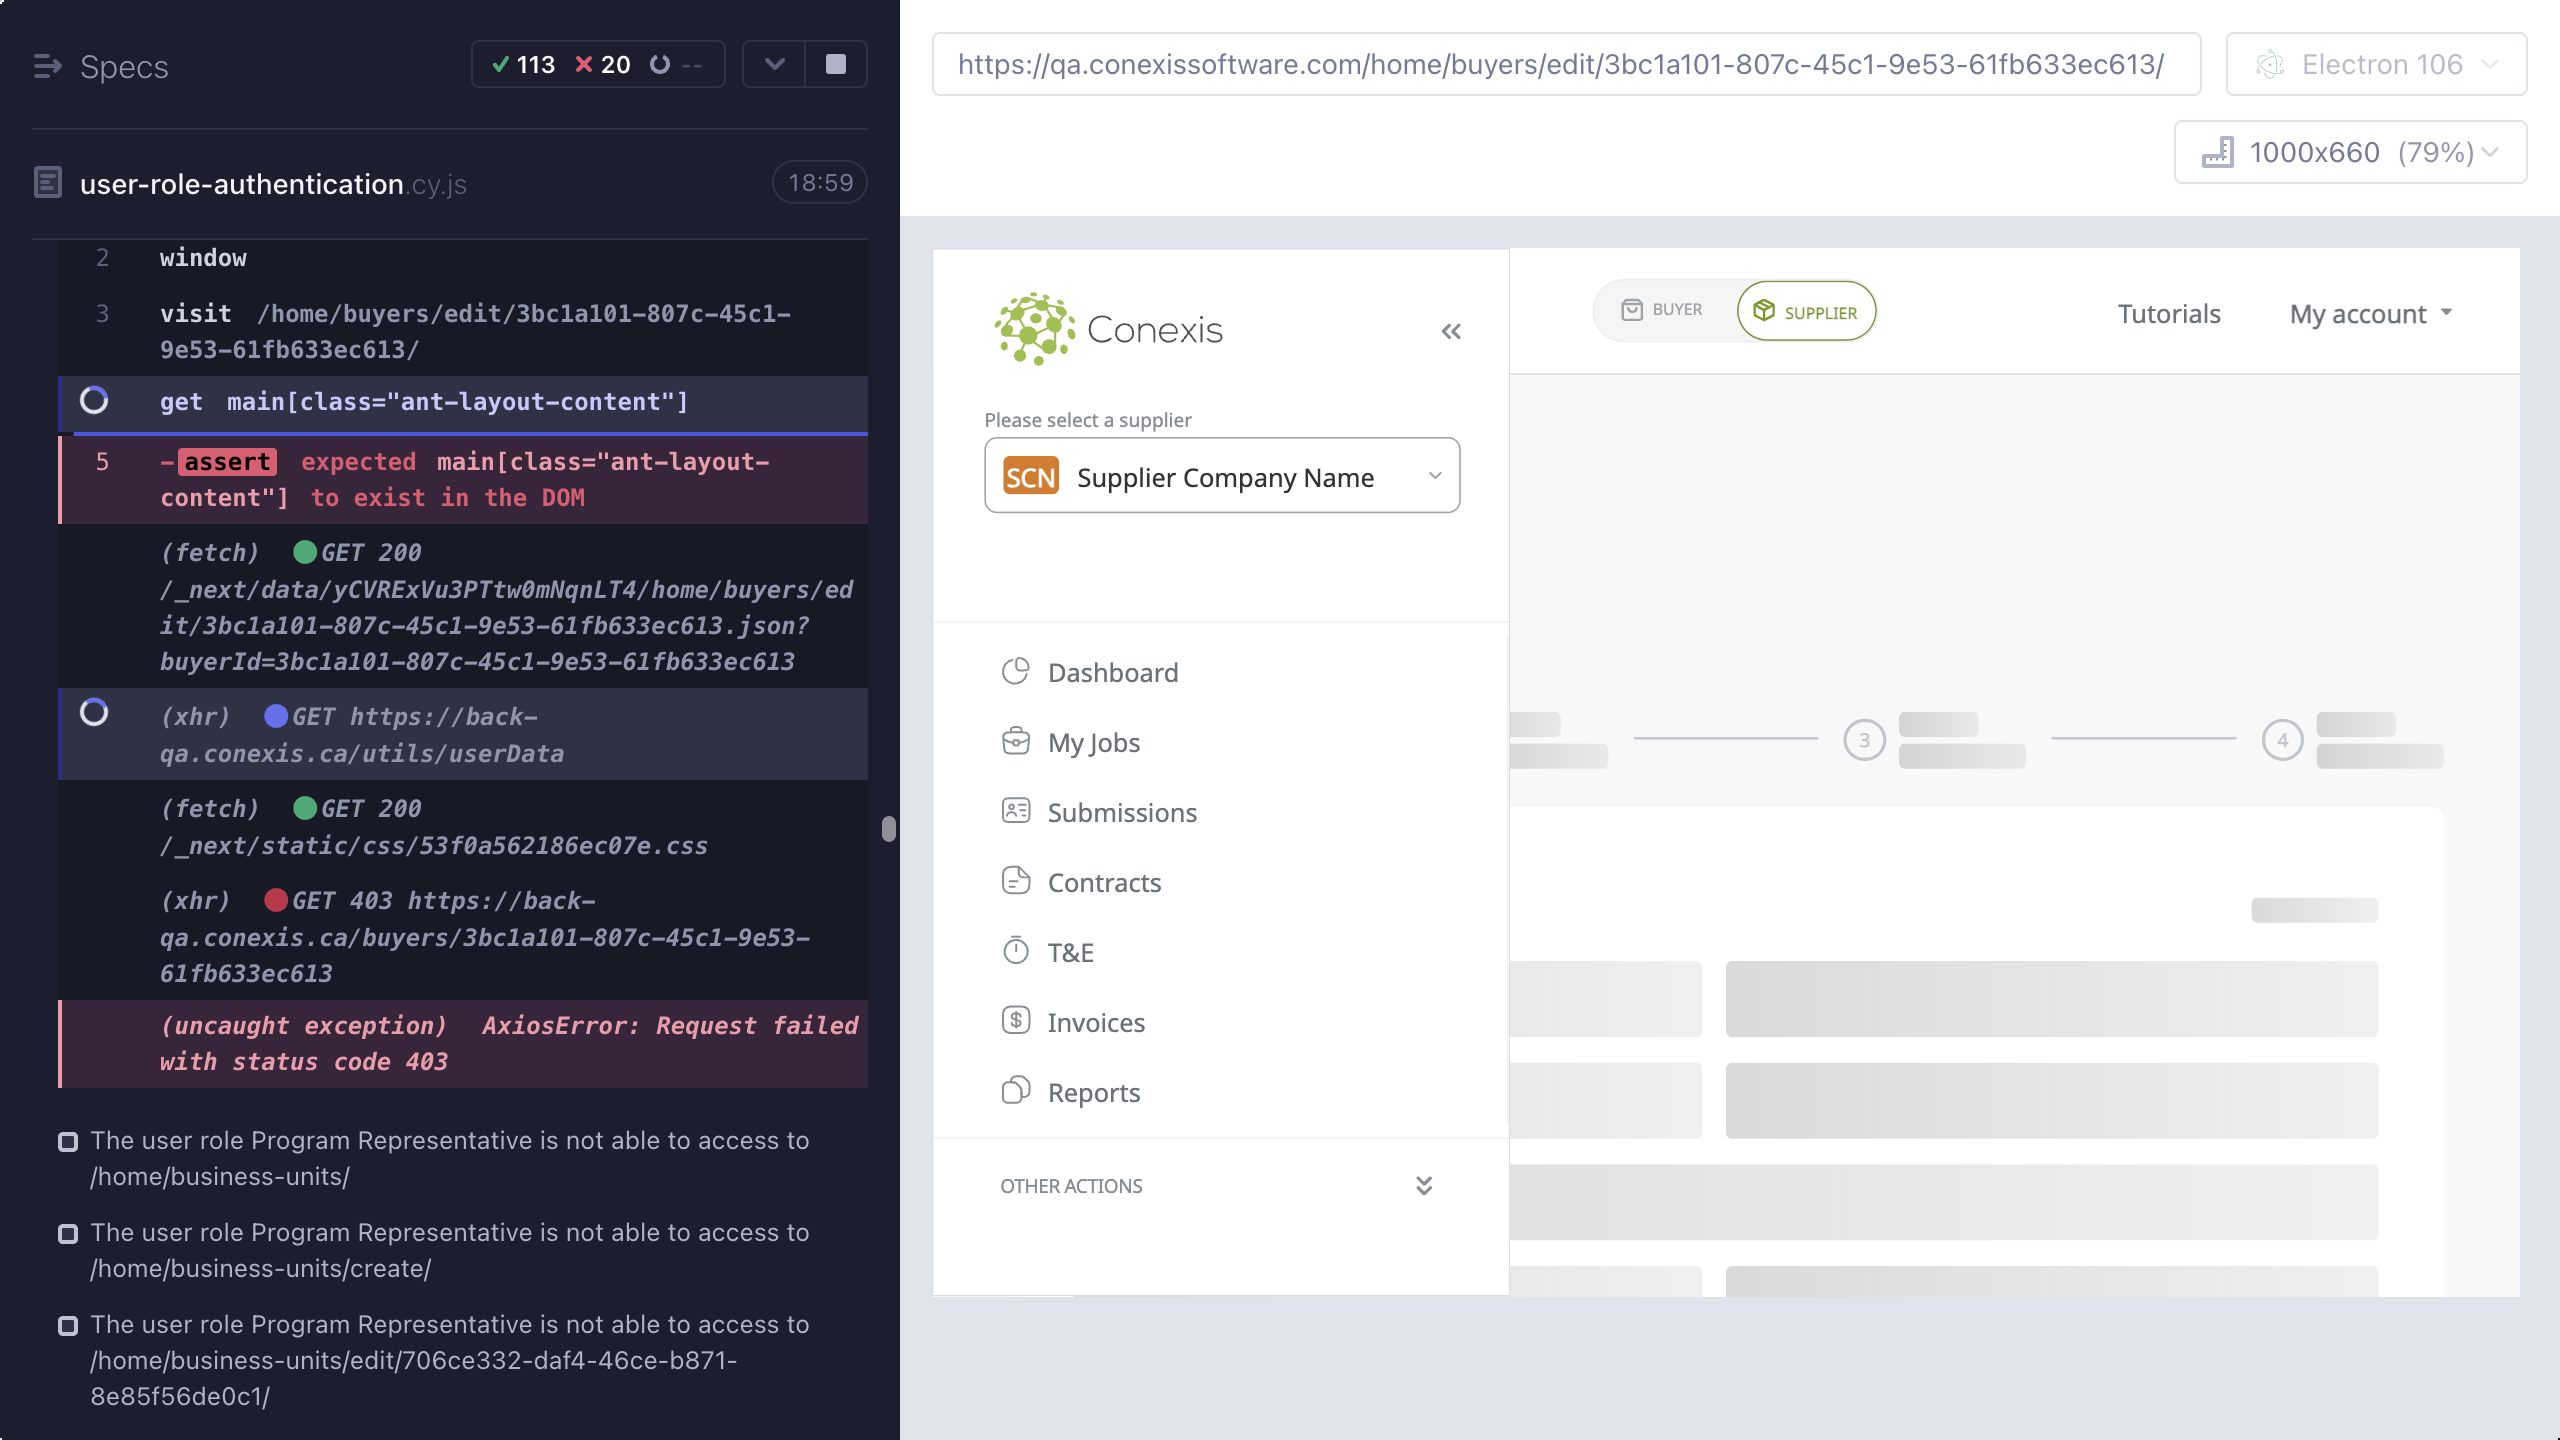 Specs
113
20
--
user-role-authentication.cy.js
18:59
2 window
3 visit /home/buyers/edit/3bc1a101-807c-45c1-
9e53-61fb633ec613/
get main[class="ant-layout-content"]
5 -assert expected main[class="ant-layout-
content"] to exist in the DOM
(fetch) GET 200
/_next/data/yCVRExVu3PTtw0mNqnLT4/home/buyers/ed
it/3bc1a101-807c-45c1-9e53-61fb633ec613.json?
buyerId=3bc1a101-807c-45c1-9e53-61fb633ec613
(xhr) GET https://back-
qa.conexis.ca/utils/userData
(fetch) GET 200
/_next/static/css/53f0a562186ec07e.css
(xhr) GET 403 https://back-
qa.conexis.ca/buyers/3bc1a101-807c-45c1-9e53-
61fb633ec613
(uncaught exception) AxiosError: Request failed
with status code 403
The user role Program Representative is not able to access to
/home/business-units/
The user role Program Representative is not able to access to
/home/business-units/create/
The user role Program Representative is not able to access to
/home/business-units/edit/706ce332-daf4-46ce-b871-
8e85f56de0c1/
https://qa.conexissoftware.com/home/buyers/edit/3bc1a101-807c-45c1-9e53-61fb633ec613/
Electron 106
1000x660 (79%)
Conexis
BUYER
SUPPLIER
Tutorials
My account
Please select a supplier
SCN Supplier Company Name
Dashboard
My Jobs
Submissions
Contracts
T&E
Invoices
Reports
OTHER ACTIONS
3
4